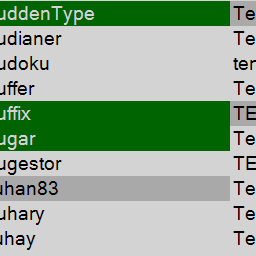 uddenType Te
udianer Te
udoku ten
uffer Te
uffix TE
ugar Te
ugestor TE
uhan83 Te
uhary Te
uhay Te